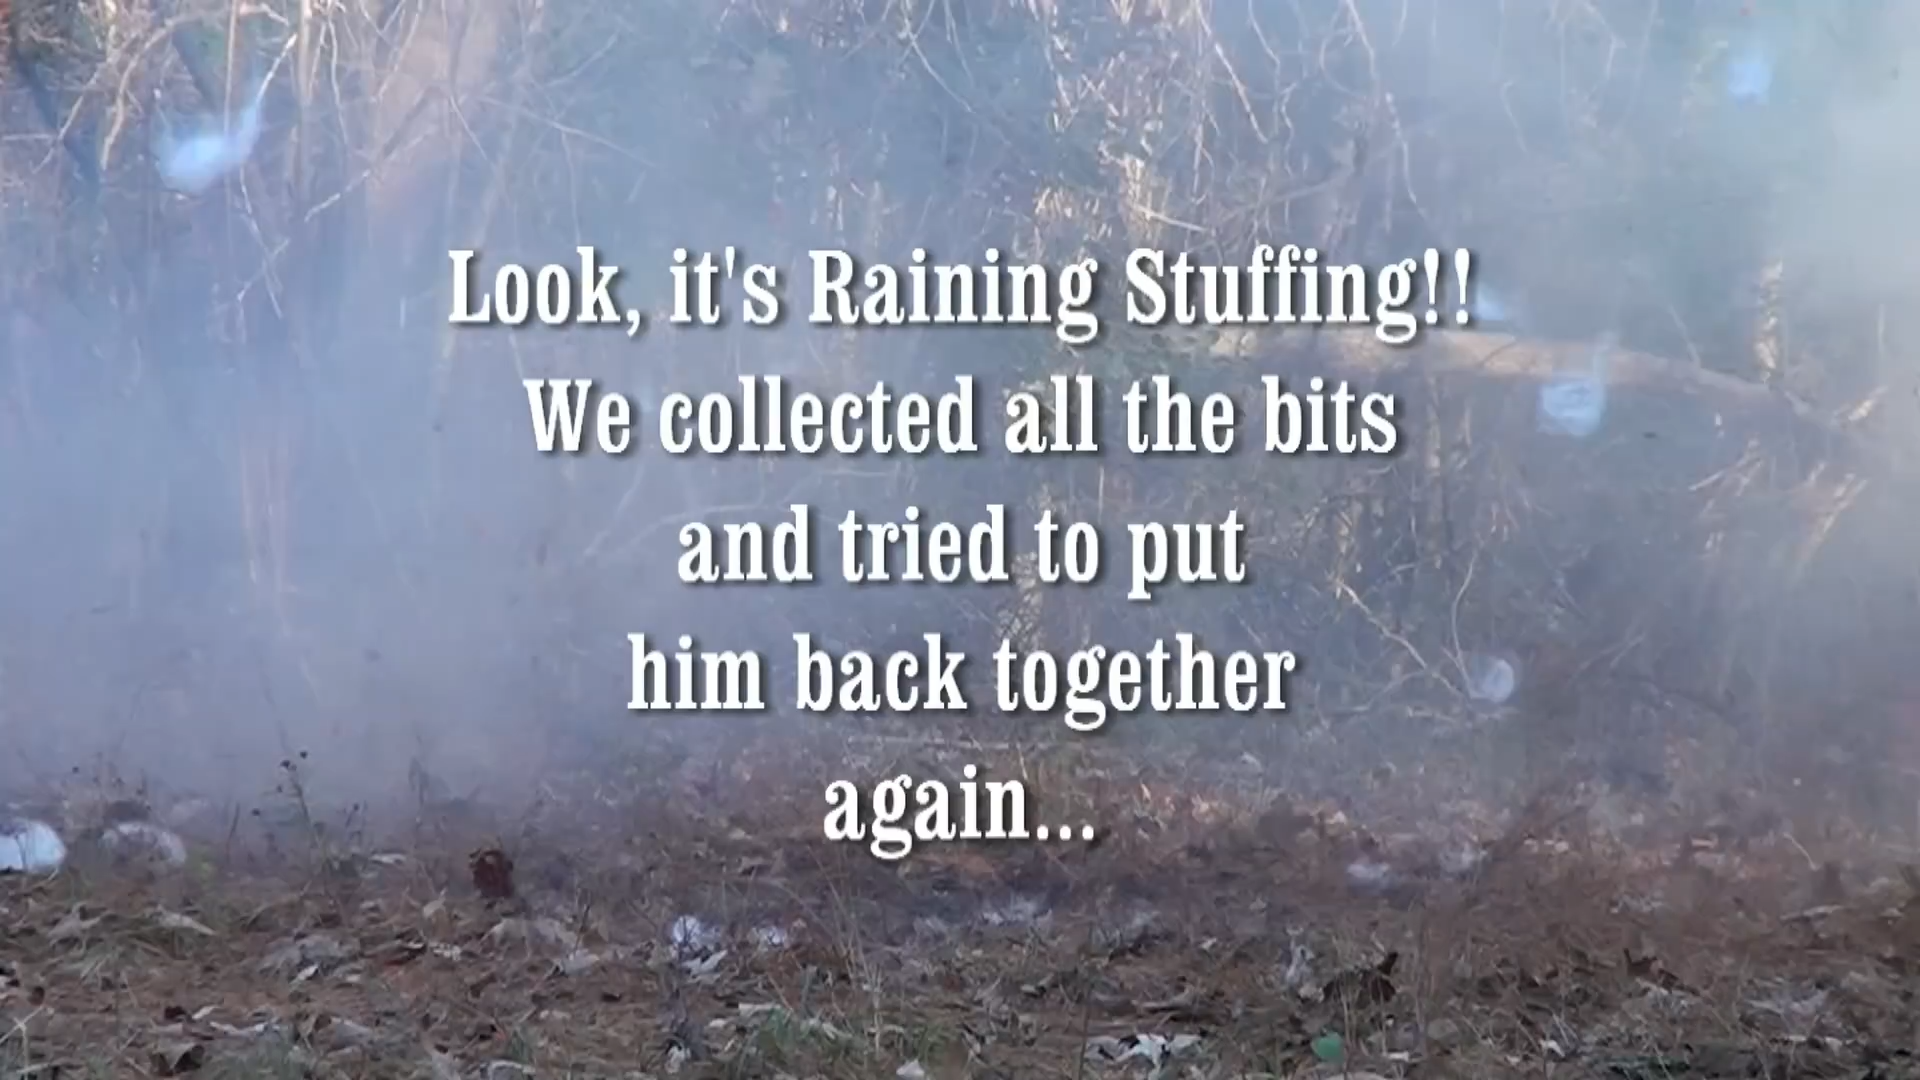 Look, it's Raining Stuffing!!
We collected all the bits
and tried to put
him back together
again...